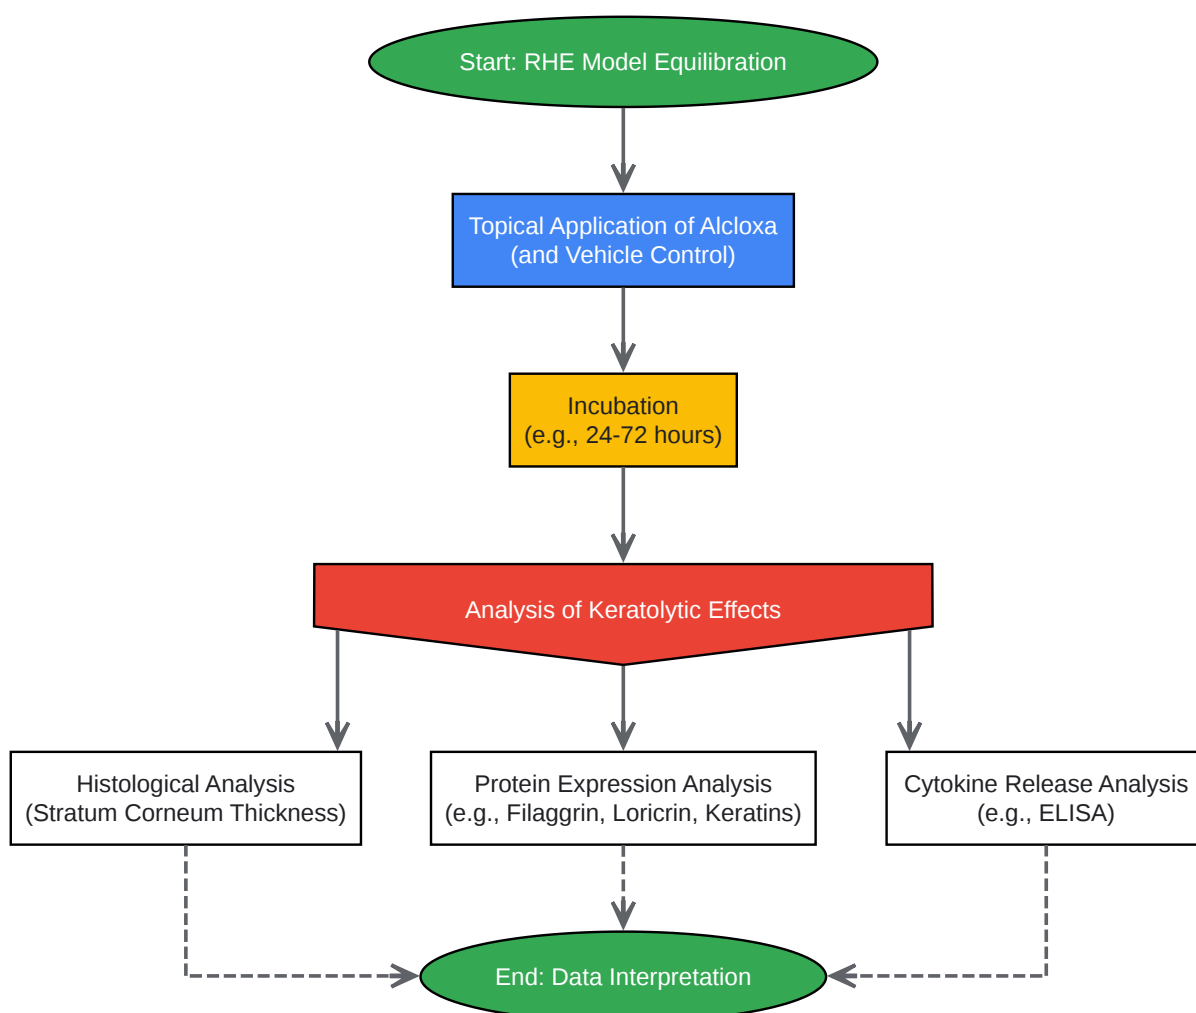 Start: RHE Model Equilibration
Topical Application of Alcloxa
(and Vehicle Control)
Incubation
(e.g., 24-72 hours)
Analysis of Keratolytic Effects
Histological Analysis
(Stratum Corneum Thickness)
Protein Expression Analysis
(e.g., Filaggrin, Loricrin, Keratins)
Cytokine Release Analysis
(e.g., ELISA)
End: Data Interpretation